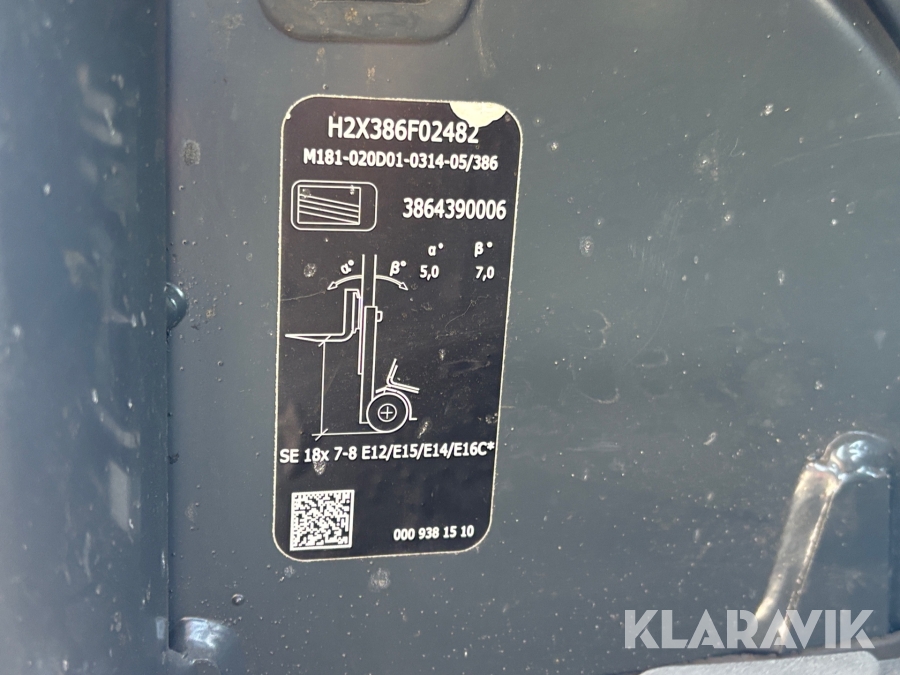 H2X386F02482
M181-020D01-0314-05/386
3864390006
α° β°
α° β° 5,0 7,0
SE 18x 7-8 E12/E15/E14/E16C*
000 938 15 10
KLARAVIK